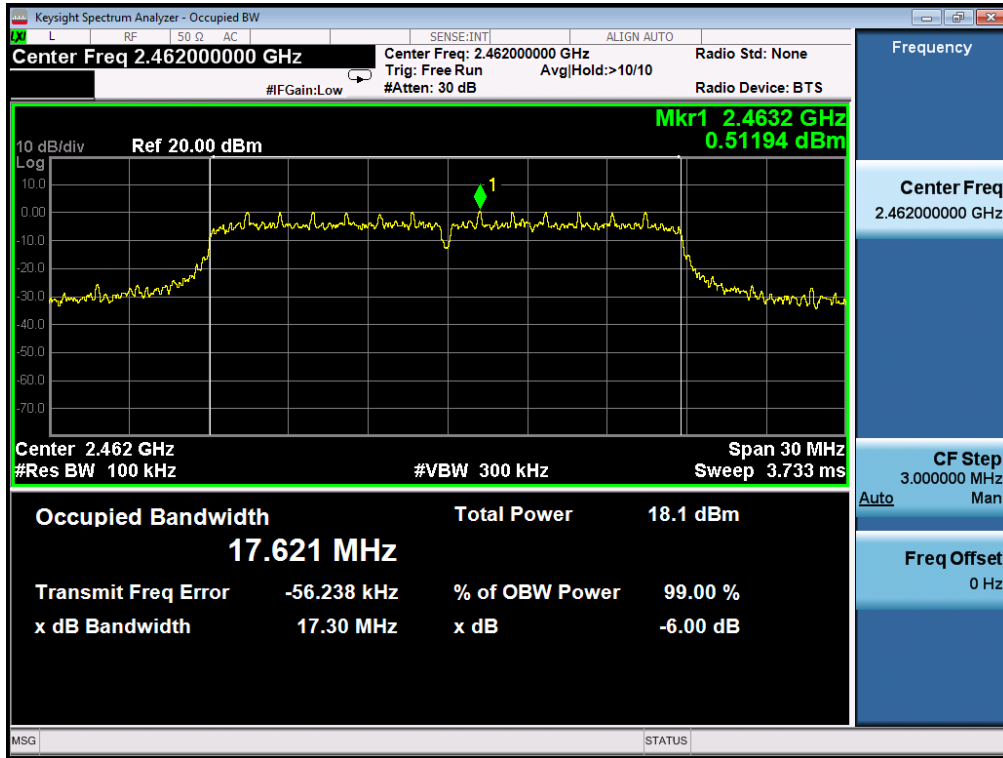 Keysight Spectrum Analyzer - Occupied BW
LXI L RF 50 Ω AC SENSE:INT ALIGN AUTO
Center Freq 2.462000000 GHz
#IFGain:Low
Center Freq: 2.462000000 GHz
Trig: Free Run Avg|Hold:>10/10
#Atten: 30 dB
Radio Std: None
Radio Device: BTS
Mkr1 2.4632 GHz
0.51194 dBm
10 dB/div Ref 20.00 dBm
Log
10.0
0.00
-10.0
-20.0
-30.0
-40.0
-50.0
-60.0
-70.0
1
Center 2.462 GHz Span 30 MHz
#Res BW 100 kHz #VBW 300 kHz Sweep 3.733 ms
Occupied Bandwidth Total Power 18.1 dBm
17.621 MHz
Transmit Freq Error -56.238 kHz % of OBW Power 99.00 %
x dB Bandwidth 17.30 MHz x dB -6.00 dB
MSG STATUS
Frequency
Center Freq
2.462000000 GHz
CF Step
3.000000 MHz
Auto Man
Freq Offset
0 Hz